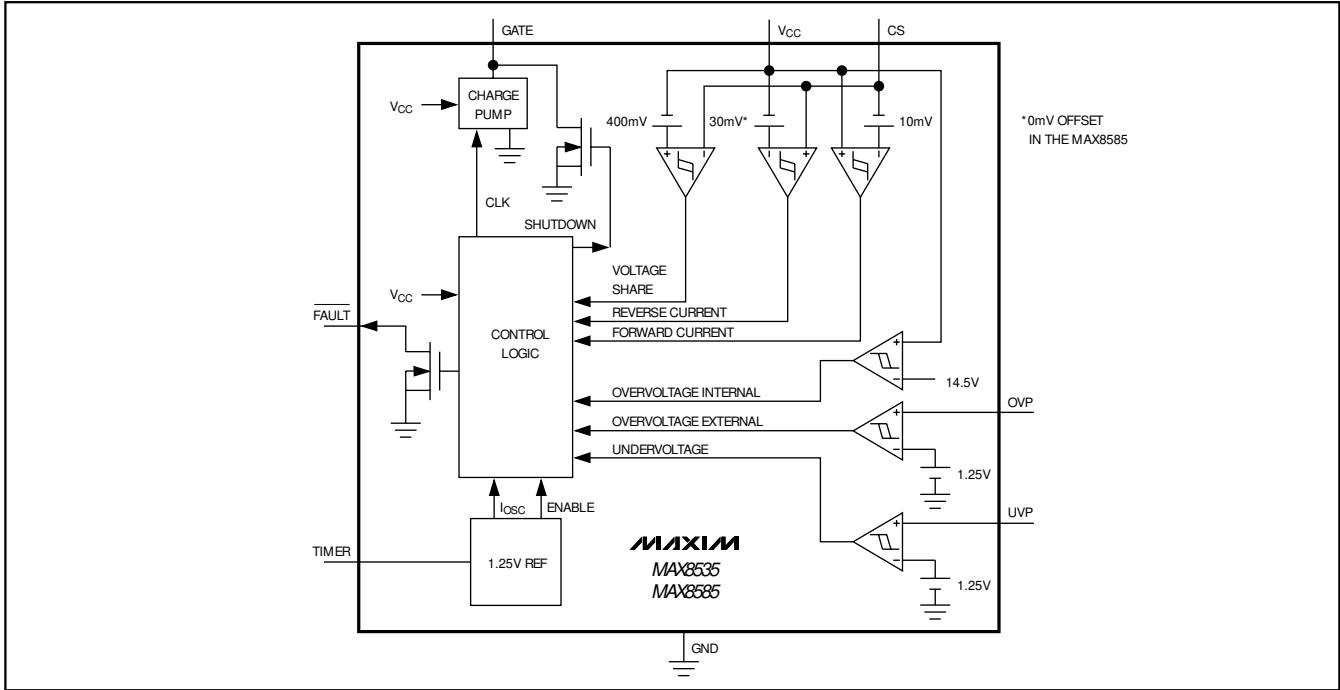 GATE
VCC
CS
CHARGE
PUMP
VCC
400mV
30mV*
10mV
*0mV OFFSET
IN THE MAX8585
+
-
-
+
+
-
CLK
SHUTDOWN
VOLTAGE
SHARE
REVERSE CURRENT
FORWARD CURRENT
VCC
FAULT
CONTROL
LOGIC
+
-
14.5V
OVERVOLTAGE INTERNAL
OVP
OVERVOLTAGE EXTERNAL
+
-
UNDERVOLTAGE
1.25V
IOSC
ENABLE
UVP
+
-
TIMER
1.25V REF
MAXIM
MAX8535
MAX8585
1.25V
GND